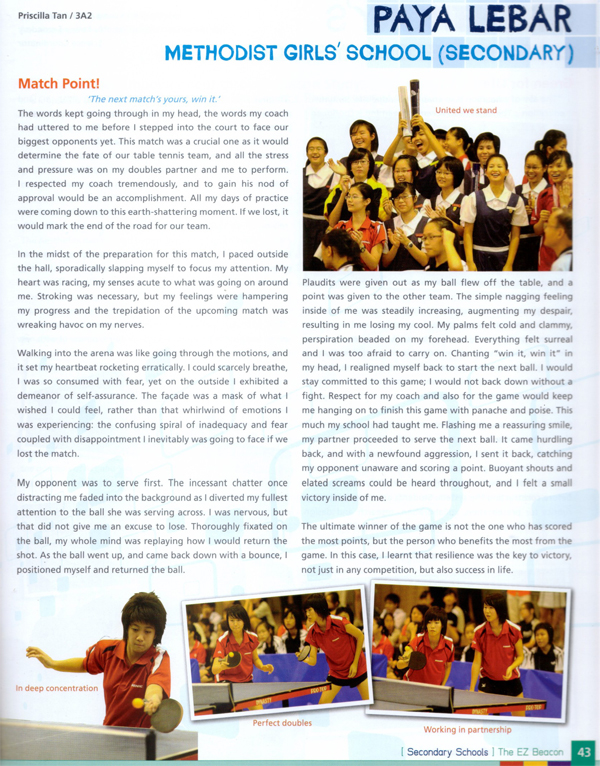 Priscilla Tan / 3A2
PAYA LEBAR
METHODIST GIRLS' SCHOOL (SECONDARY)
Match Point!
'The next match's yours, win it.'
The words kept going through in my head, the words my coach
had uttered to me before I stepped into the court to face our
biggest opponents yet. This match was a crucial one as it would
determine the fate of our table tennis team, and all the stress
and pressure was on my doubles partner and me to perform.
I respected my coach tremendously, and to gain his nod of
approval would be an accomplishment. All my days of practice
were coming down to this earth-shattering moment. If we lost, it
would mark the end of the road for our team.
In the midst of the preparation for this match, I paced outside
the hall, sporadically slapping myself to focus my attention. My
heart was racing, my senses acute to what was going on around
me. Stroking was necessary, but my feelings were hampering
my progress and the trepidation of the upcoming match was
wreaking havoc on my nerves.
Walking into the arena was like going through the motions, and
it set my heartbeat rocketing erratically. I could scarcely breathe,
I was so consumed with fear, yet on the outside I exhibited a
demeanor of self-assurance. The façade was a mask of what I
wished I could feel, rather than that whirlwind of emotions I
was experiencing: the confusing spiral of inadequacy and fear
coupled with disappointment I inevitably was going to face if we
lost the match.
My opponent was to serve first. The incessant chatter once
distracting me faded into the background as I diverted my fullest
attention to the ball she was serving across. I was nervous, but
that did not give me an excuse to lose. Thoroughly fixated on
the ball, my whole mind was replaying how I would return the
shot. As the ball went up, and came back down with a bounce, I
positioned myself and returned the ball.
United we stand
Plaudits were given out as my ball flew off the table, and a
point was given to the other team. The simple nagging feeling
inside of me was steadily increasing, augmenting my despair,
resulting in me losing my cool. My palms felt cold and clammy,
perspiration beaded on my forehead. Everything felt surreal
and I was too afraid to carry on. Chanting "win it, win it" in
my head, I realigned myself back to start the next ball. I would
stay committed to this game; I would not back down without a
fight. Respect for my coach and also for the game would keep
me hanging on to finish this game with panache and poise. This
much my school had taught me. Flashing me a reassuring smile,
my partner proceeded to serve the next ball. It came hurdling
back, and with a newfound aggression, I sent it back, catching
my opponent unaware and scoring a point. Buoyant shouts and
elated screams could be heard throughout, and I felt a small
victory inside of me.
The ultimate winner of the game is not the one who has scored
the most points, but the person who benefits the most from the
game. In this case, I learnt that resilience was the key to victory,
not just in any competition, but also success in life.
In deep concentration
Perfect doubles
Working in partnership
[ Secondary Schools ] The EZ Beacon 43